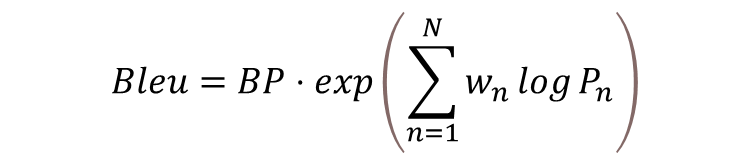 Bleu = BP · exp( ∑_{n=1}^{N} w_n log P_n )